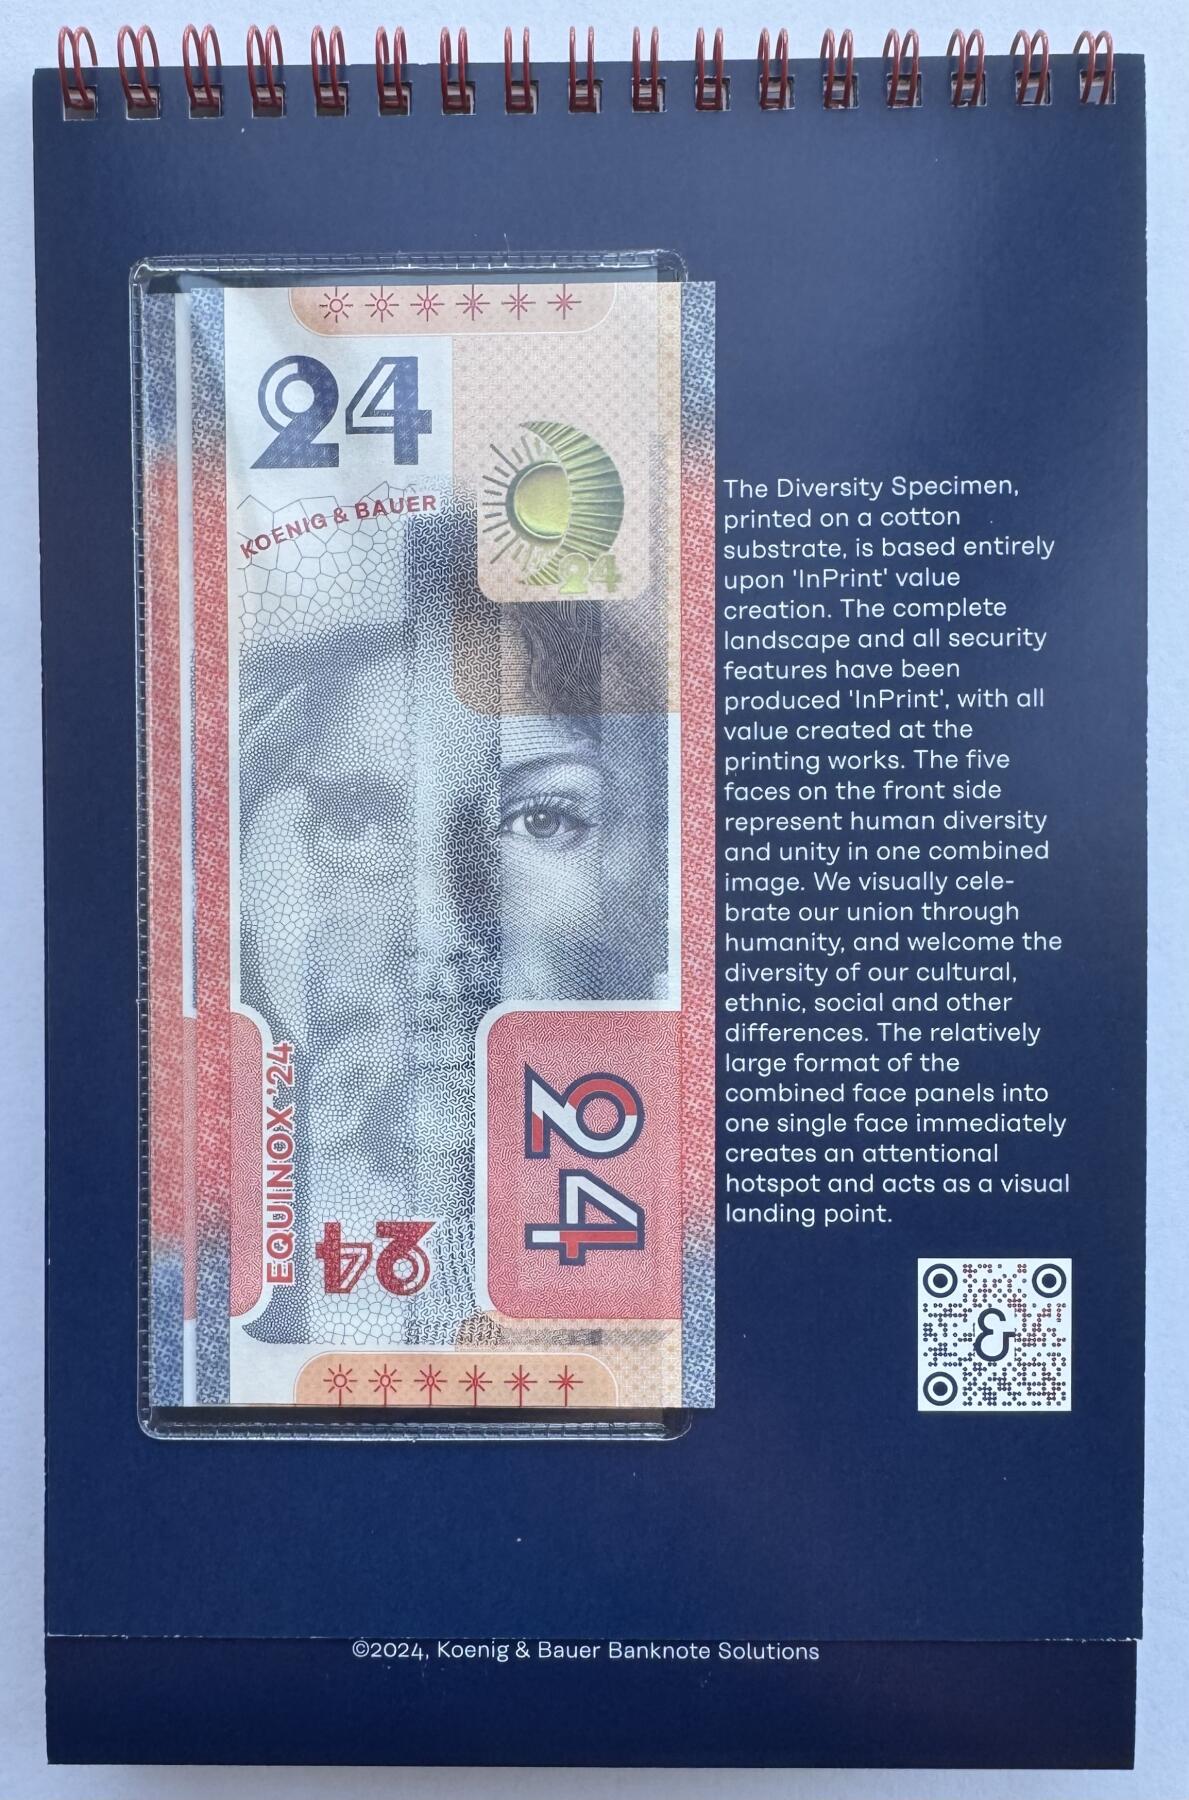 24
KOENIG & BAUER
24
EQUINOX '24
24
24
The Diversity Specimen,
printed on a cotton
substrate, is based entirely
upon 'InPrint' value
creation. The complete
landscape and all security
features have been
produced 'InPrint', with all
value created at the
printing works. The five
faces on the front side
represent human diversity
and unity in one combined
image. We visually cele-
brate our union through
humanity, and welcome the
diversity of our cultural,
ethnic, social and other
differences. The relatively
large format of the
combined face panels into
one single face immediately
creates an attentional
hotspot and acts as a visual
landing point.
&
©2024, Koenig & Bauer Banknote Solutions